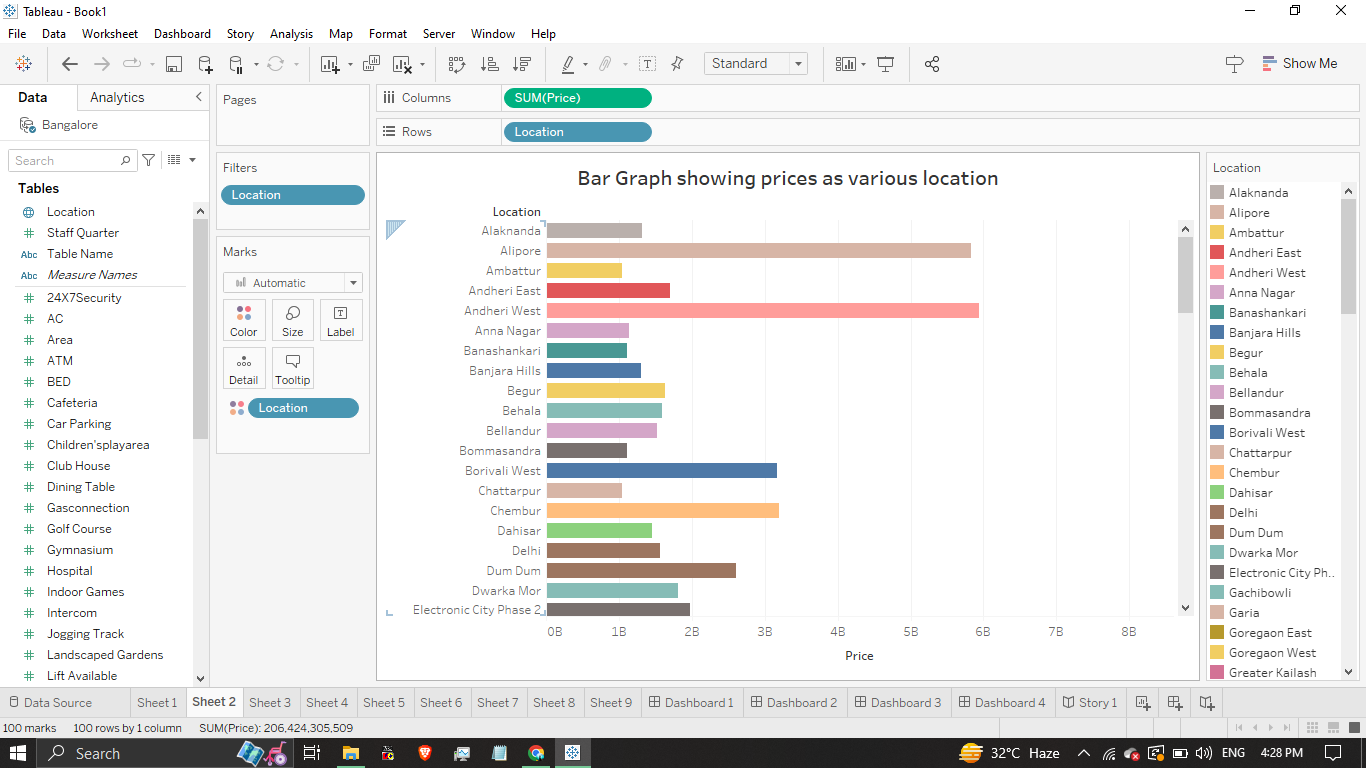 Tableau - Book1
File Data Worksheet Dashboard Story Analysis Map Format Server Window Help
Standard
Show Me
Data Analytics
Bangalore
Search
Tables
Location
Staff Quarter
Abc Table Name
Abc Measure Names
24X7Security
AC
Area
ATM
BED
Cafeteria
Car Parking
Children'splayarea
Club House
Dining Table
Gasconnection
Golf Course
Gymnasium
Hospital
Indoor Games
Intercom
Jogging Track
Landscaped Gardens
Lift Available
Pages
Filters
Location
Marks
Automatic
Color Size Label
Detail Tooltip
Location
Columns SUM(Price)
Rows Location
Bar Graph showing prices as various location
Location
Alaknanda
Alipore
Ambattur
Andheri East
Andheri West
Anna Nagar
Banashankari
Banjara Hills
Begur
Behala
Bellandur
Bommasandra
Borivali West
Chattarpur
Chembur
Dahisar
Delhi
Dum Dum
Dwarka Mor
Electronic City Phase 2
0B 1B 2B 3B 4B 5B 6B 7B 8B
Price
Location
Alaknanda
Alipore
Ambattur
Andheri East
Andheri West
Anna Nagar
Banashankari
Banjara Hills
Begur
Behala
Bellandur
Bommasandra
Borivali West
Chattarpur
Chembur
Dahisar
Delhi
Dum Dum
Dwarka Mor
Electronic City Ph..
Gachibowli
Garia
Goregaon East
Goregaon West
Greater Kailash
Data Source Sheet 1 Sheet 2 Sheet 3 Sheet 4 Sheet 5 Sheet 6 Sheet 7 Sheet 8 Sheet 9 Dashboard 1 Dashboard 2 Dashboard 3 Dashboard 4 Story 1
100 marks 100 rows by 1 column SUM(Price): 206,424,305,509
Search 32°C Haze ENG 4:28 PM